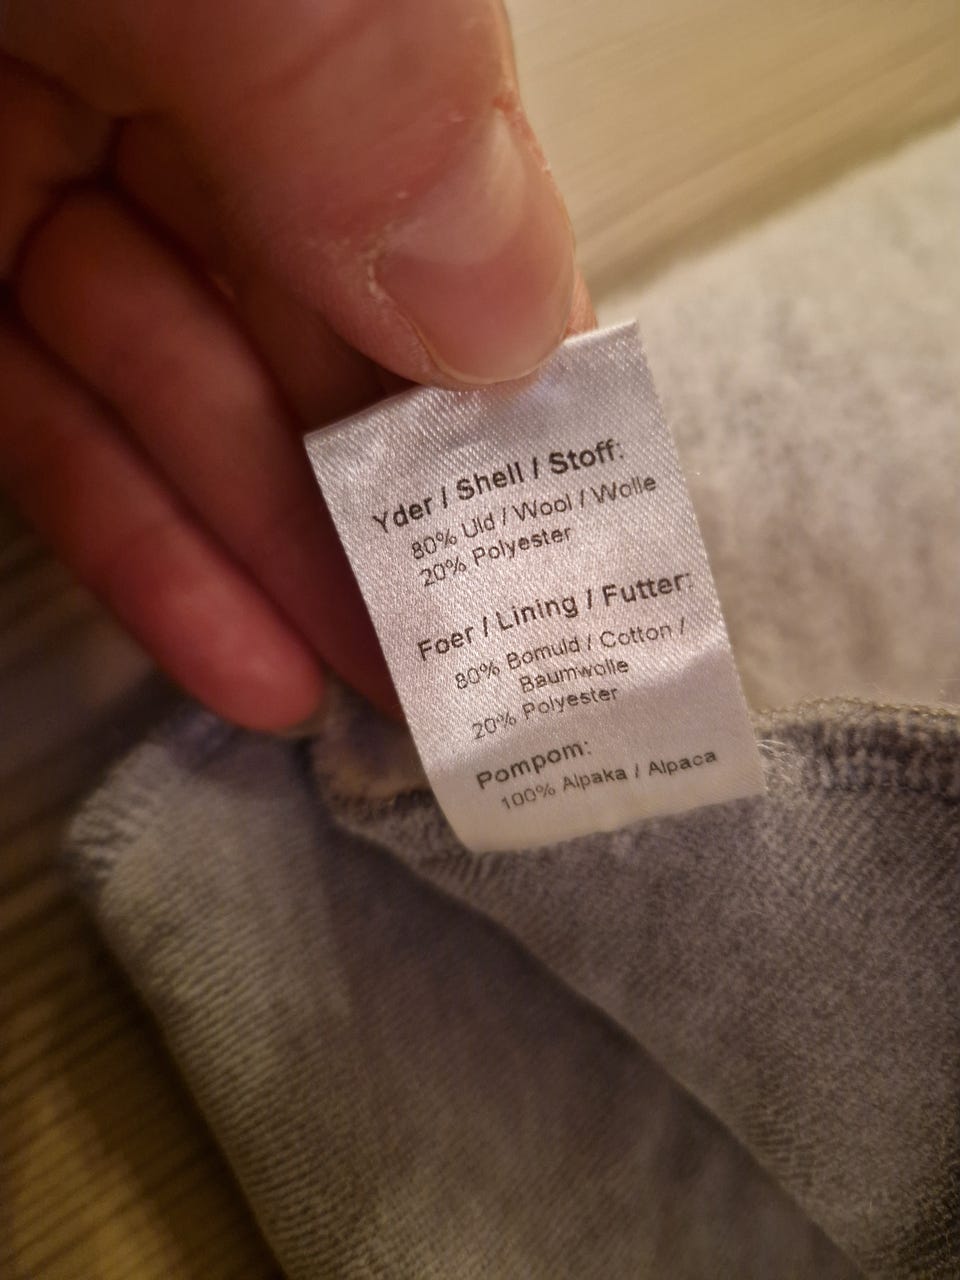 Yder / Shell / Stoff:
80% Uld / Wool / Wolle
20% Polyester
Foer / Lining / Futter:
80% Bomuld / Cotton /
Baumwolle
20% Polyester
Pompom:
100% Alpaka / Alpaca